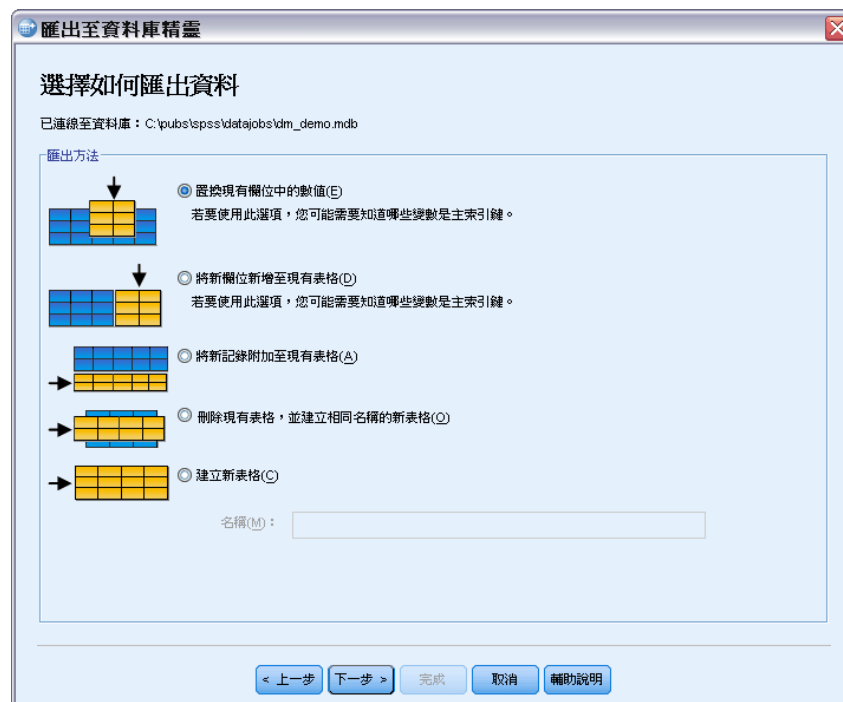 匯出至資料庫精靈
選擇如何匯出資料
已連線至資料庫：C:\pubs\spss\datajobs\dm_demo.mdb
匯出方法
置換現有欄位中的數值(E)
若要使用此選項，您可能需要知道哪些變數是主索引鍵。
將新欄位新增至現有表格(D)
若要使用此選項，您可能需要知道哪些變數是主索引鍵。
將新記錄附加至現有表格(A)
刪除現有表格，並建立相同名稱的新表格(O)
建立新表格(C)
名稱(M)：
< 上一步 下一步 > 完成 取消 輔助說明